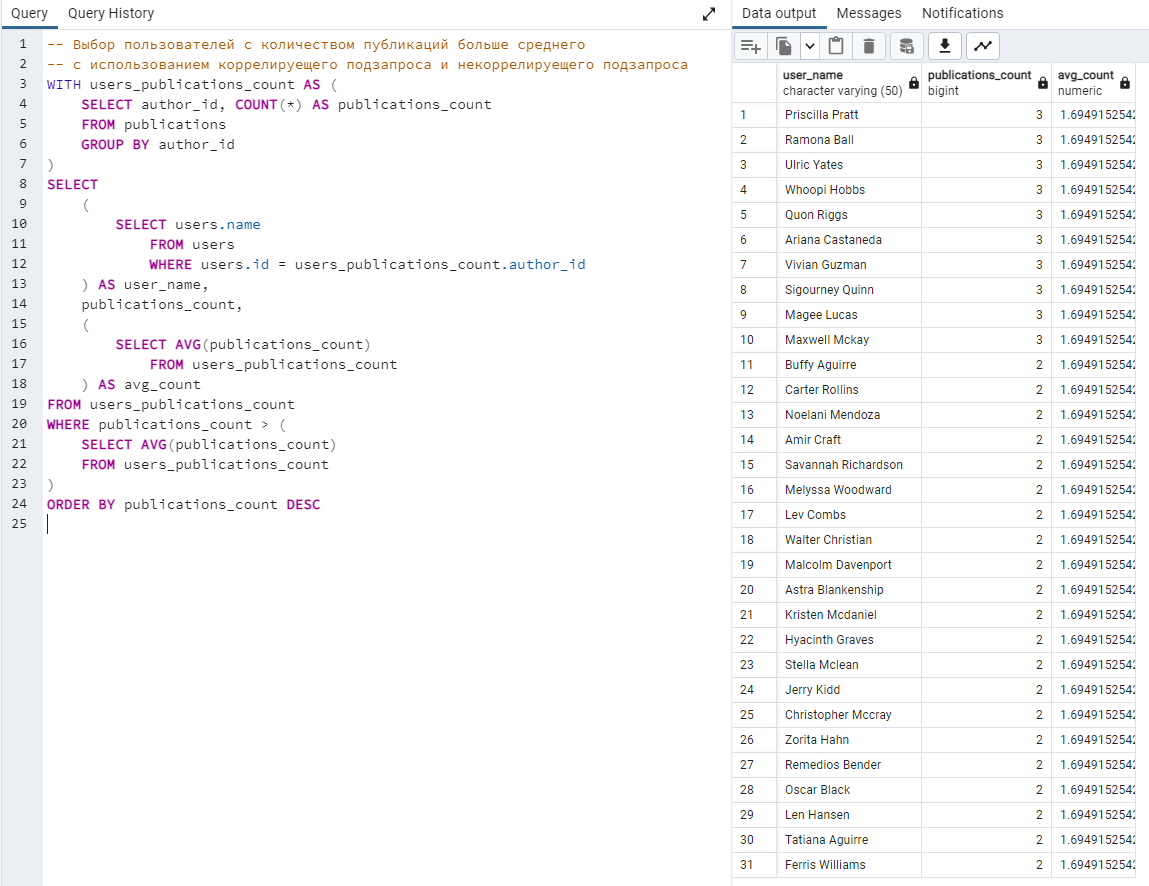 Query Query History
1 -- Выбор пользователей с количеством публикаций больше среднего
2 -- с использованием коррелируещего подзапроса и некоррелируещего подзапроса
3 WITH users_publications_count AS (
4 SELECT author_id, COUNT(*) AS publications_count
5 FROM publications
6 GROUP BY author_id
7 )
8 SELECT
9 (
10 SELECT users.name
11 FROM users
12 WHERE users.id = users_publications_count.author_id
13 ) AS user_name,
14 publications_count,
15 (
16 SELECT AVG(publications_count)
17 FROM users_publications_count
18 ) AS avg_count
19 FROM users_publications_count
20 WHERE publications_count > (
21 SELECT AVG(publications_count)
22 FROM users_publications_count
23 )
24 ORDER BY publications_count DESC
25
Data output Messages Notifications
user_name publications_count avg_count
character varying (50) bigint numeric
1 Priscilla Pratt 3 1.6949152542
2 Ramona Ball 3 1.6949152542
3 Ulric Yates 3 1.6949152542
4 Whoopi Hobbs 3 1.6949152542
5 Quon Riggs 3 1.6949152542
6 Ariana Castaneda 3 1.6949152542
7 Vivian Guzman 3 1.6949152542
8 Sigourney Quinn 3 1.6949152542
9 Magee Lucas 3 1.6949152542
10 Maxwell Mckay 3 1.6949152542
11 Buffy Aguirre 2 1.6949152542
12 Carter Rollins 2 1.6949152542
13 Noelani Mendoza 2 1.6949152542
14 Amir Craft 2 1.6949152542
15 Savannah Richardson 2 1.6949152542
16 Melyssa Woodward 2 1.6949152542
17 Lev Combs 2 1.6949152542
18 Walter Christian 2 1.6949152542
19 Malcolm Davenport 2 1.6949152542
20 Astra Blankenship 2 1.6949152542
21 Kristen Mcdaniel 2 1.6949152542
22 Hyacinth Graves 2 1.6949152542
23 Stella Mclean 2 1.6949152542
24 Jerry Kidd 2 1.6949152542
25 Christopher Mccray 2 1.6949152542
26 Zorita Hahn 2 1.6949152542
27 Remedios Bender 2 1.6949152542
28 Oscar Black 2 1.6949152542
29 Len Hansen 2 1.6949152542
30 Tatiana Aguirre 2 1.6949152542
31 Ferris Williams 2 1.6949152542